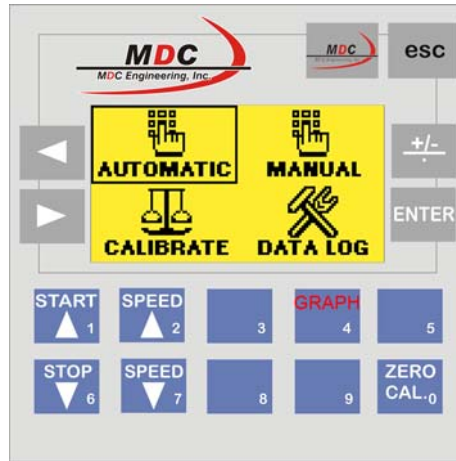 MDC
MDC Engineering, Inc.
MDC
esc
AUTOMATIC
MANUAL
+/-
.
CALIBRATE
DATA LOG
ENTER
START
1
SPEED
2
3
GRAPH
4
5
STOP
6
SPEED
7
8
9
ZERO
CAL.0